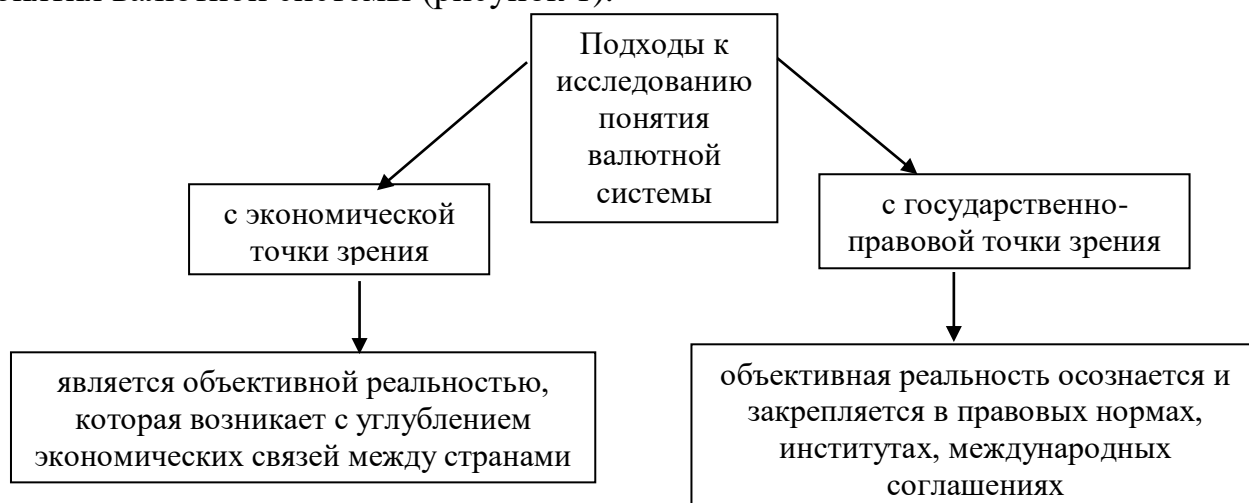 понятия валютной системы (рисунок 1).
Подходы к
исследованию
понятия
валютной
системы
с экономической
точки зрения
с государственно-
правовой точки зрения
является объективной реальностью,
которая возникает с углублением
экономических связей между странами
объективная реальность осознается и
закрепляется в правовых нормах,
институтах, международных
соглашениях